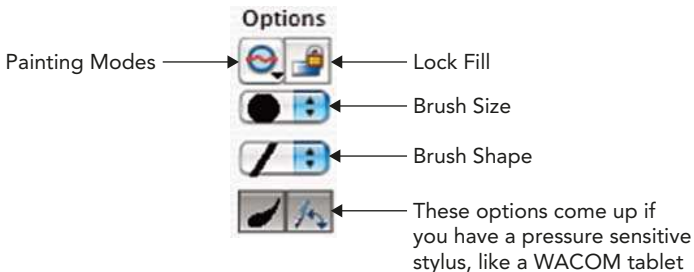 Options
Painting Modes
Lock Fill
Brush Size
Brush Shape
These options come up if
you have a pressure sensitive
stylus, like a WACOM tablet